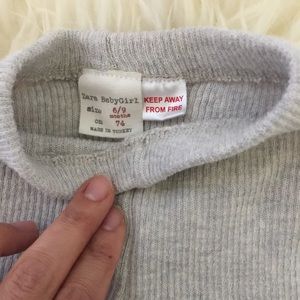 Zara BabyGirl
size 6/9
months
cm 74
MADE IN TURKEY
KEEP AWAY
FROM FIRE